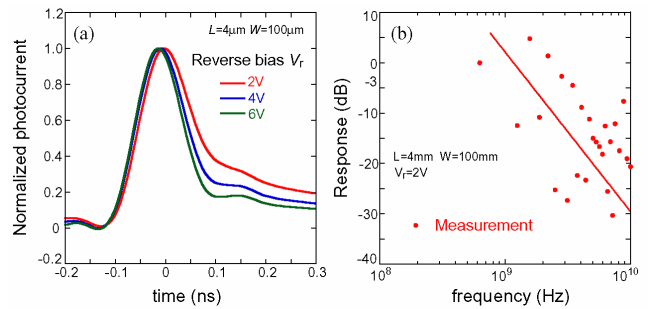 (a)
L=4μm W=100μm
Reverse bias Vr
2V
4V
6V
1.2
1.0
0.8
0.6
0.4
0.2
0
-0.2
-0.1
0
0.1
0.2
0.3
Normalized photocurrent
time (ns)
(b)
10
0
-3
-10
-20
-30
-40
L=4mm W=100mm
Vr=2V
Measurement
10^8
10^9
10^10
Response (dB)
frequency (Hz)